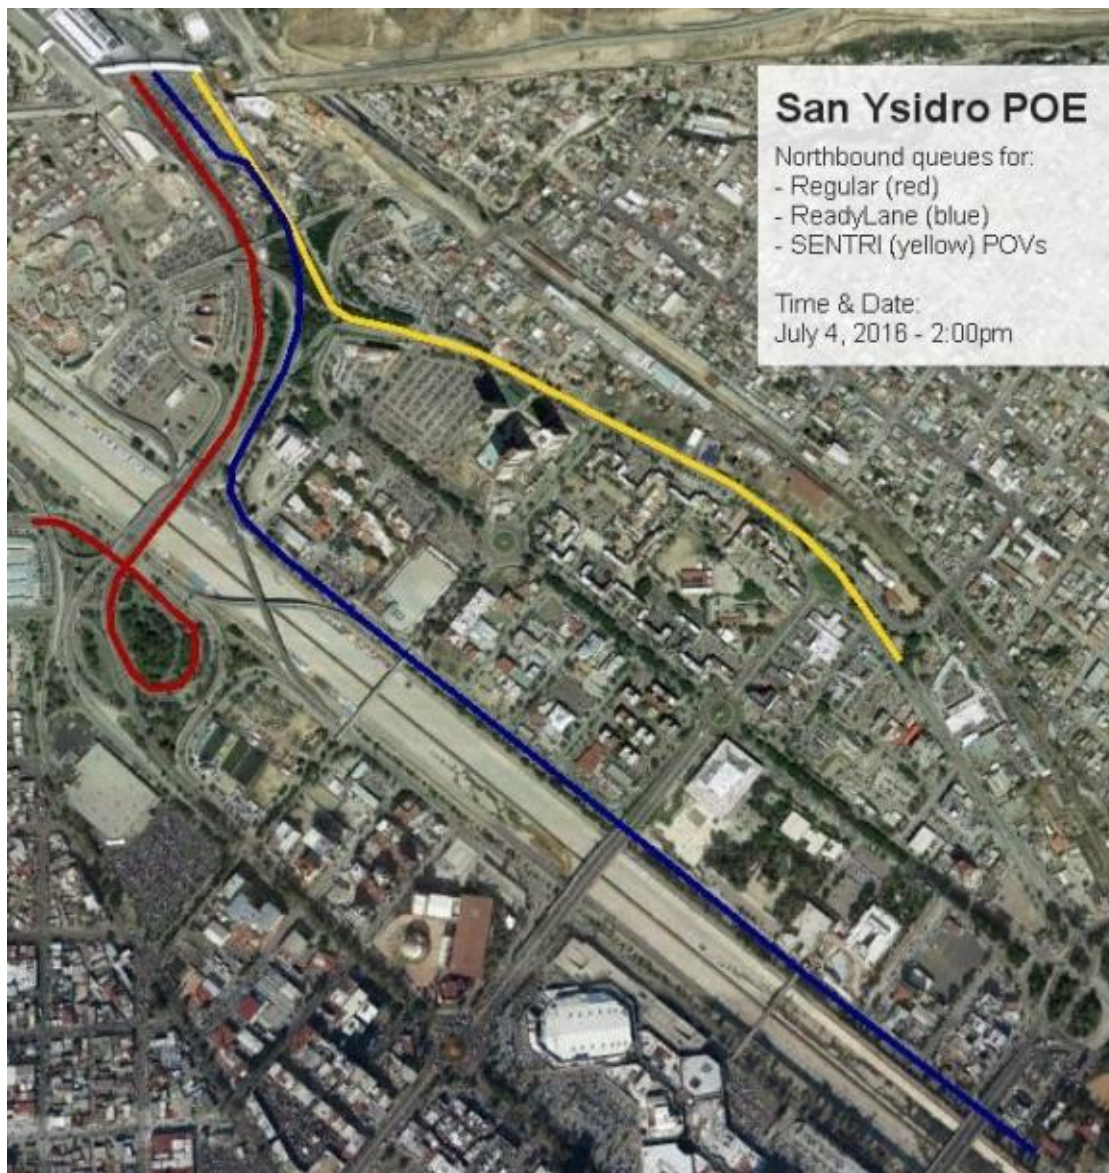 San Ysidro POE
Northbound queues for:
- Regular (red)
- ReadyLane (blue)
- SENTRI (yellow) POVs
Time & Date:
July 4, 2016 - 2:00pm